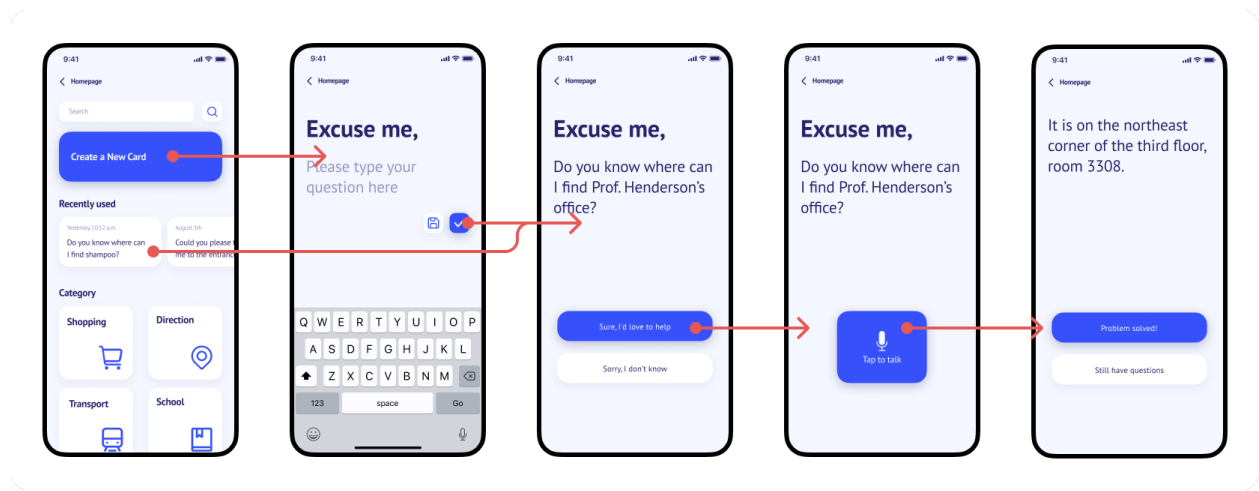 9:41
Homepage
Search
Create a New Card
Recently used
Yesterday, 10:12 a.m.
Do you know where can
I find shampoo?
August 5th
Could you please
me to the entranc
Category
Shopping
Direction
Transport
School
9:41
Homepage
Excuse me,
Please type your
question here
Q W E R T Y U I O P
A S D F G H J K L
Z X C V B N M
123
space
Go
9:41
Homepage
Excuse me,
Do you know where can
I find Prof. Henderson's
office?
Sure, I'd love to help
Sorry, I don't know
9:41
Homepage
Excuse me,
Do you know where can
I find Prof. Henderson's
office?
Tap to talk
9:41
Homepage
It is on the northeast
corner of the third floor,
room 3308.
Problem solved!
Still have questions